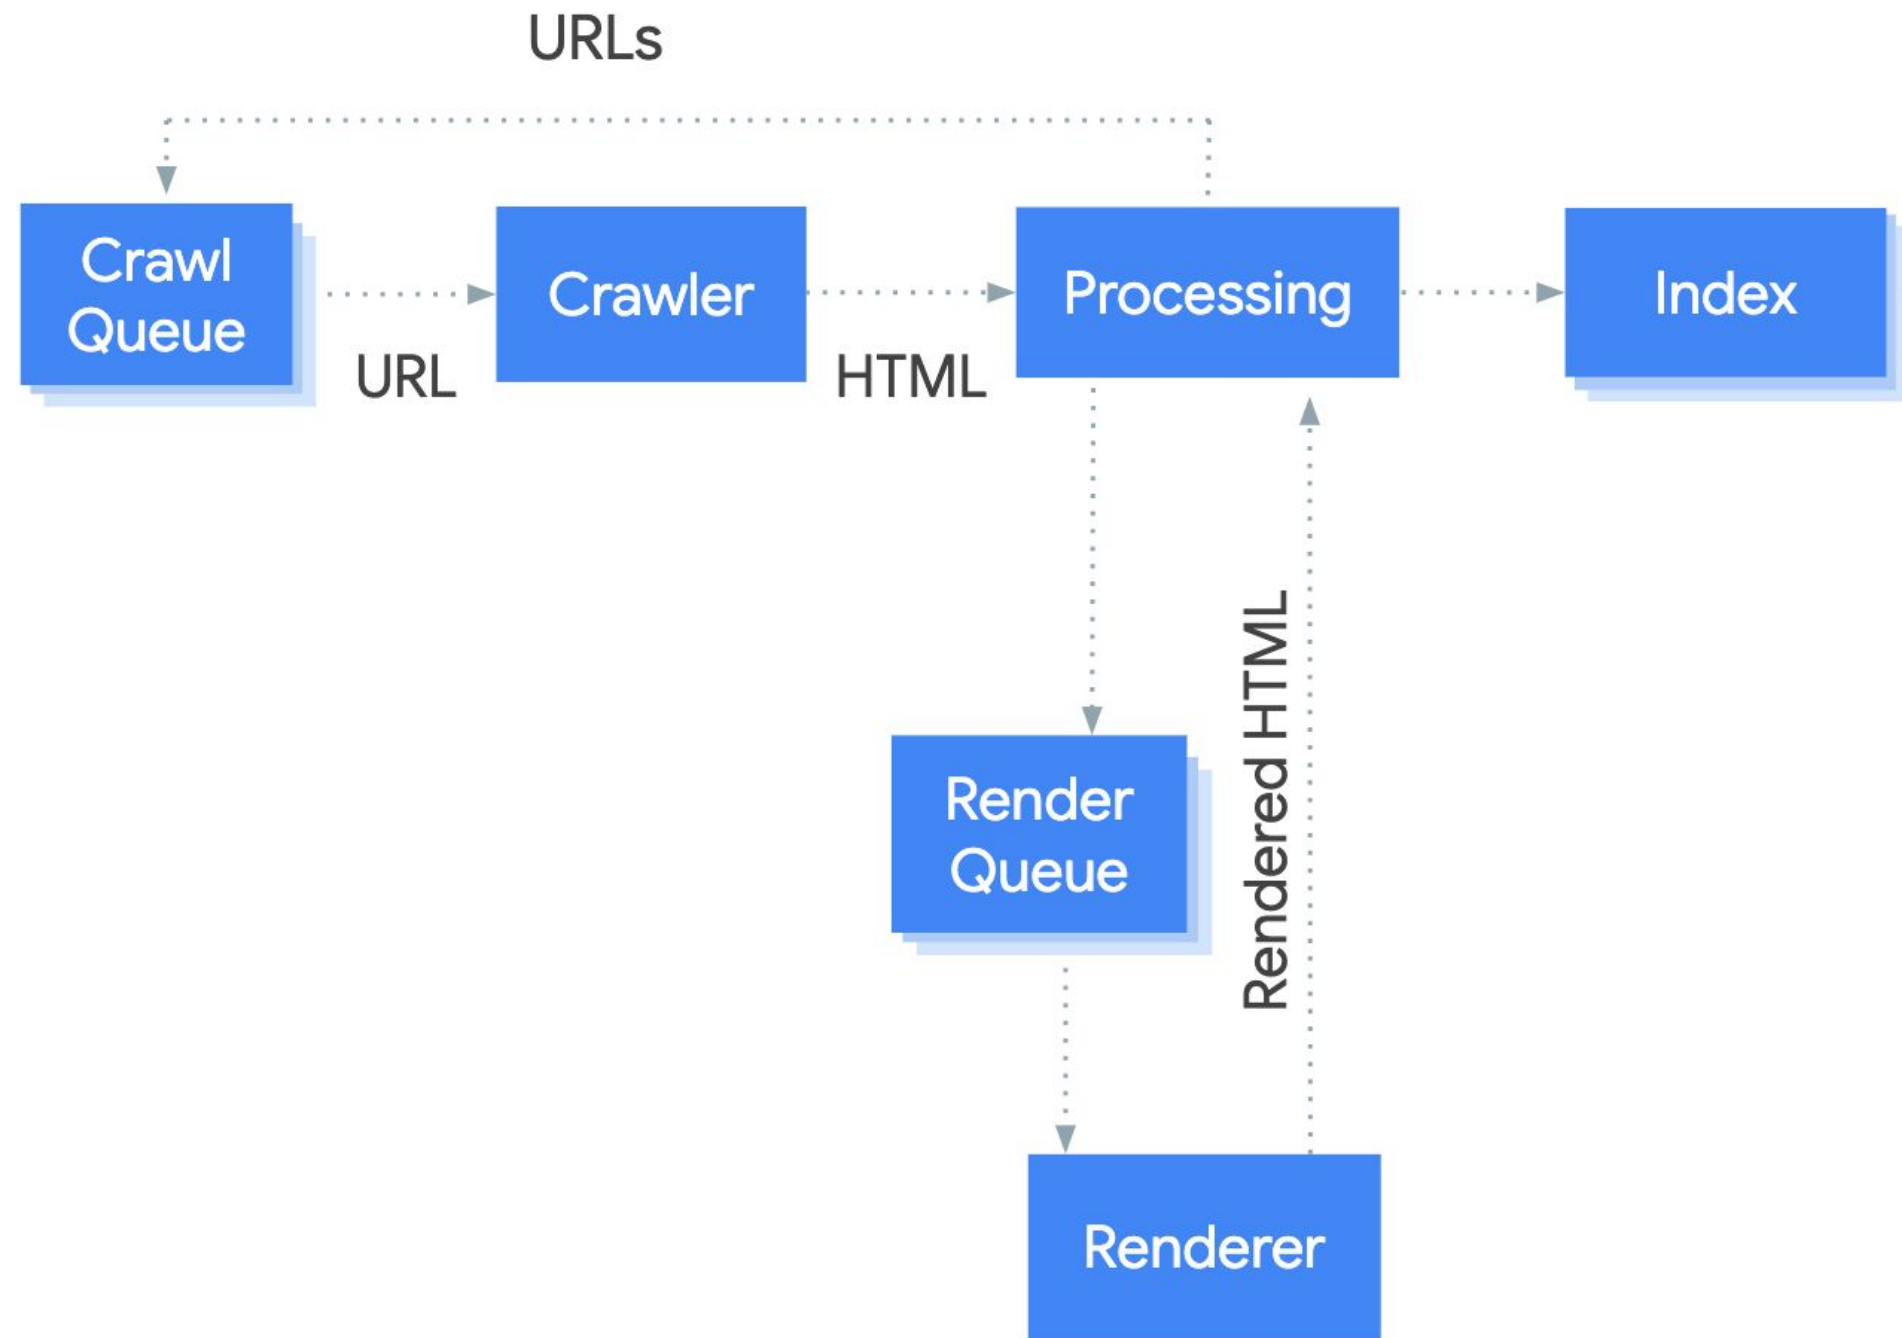 URLs
Crawl
Queue
URL
Crawler
HTML
Processing
Index
Render
Queue
Rendered HTML
Renderer